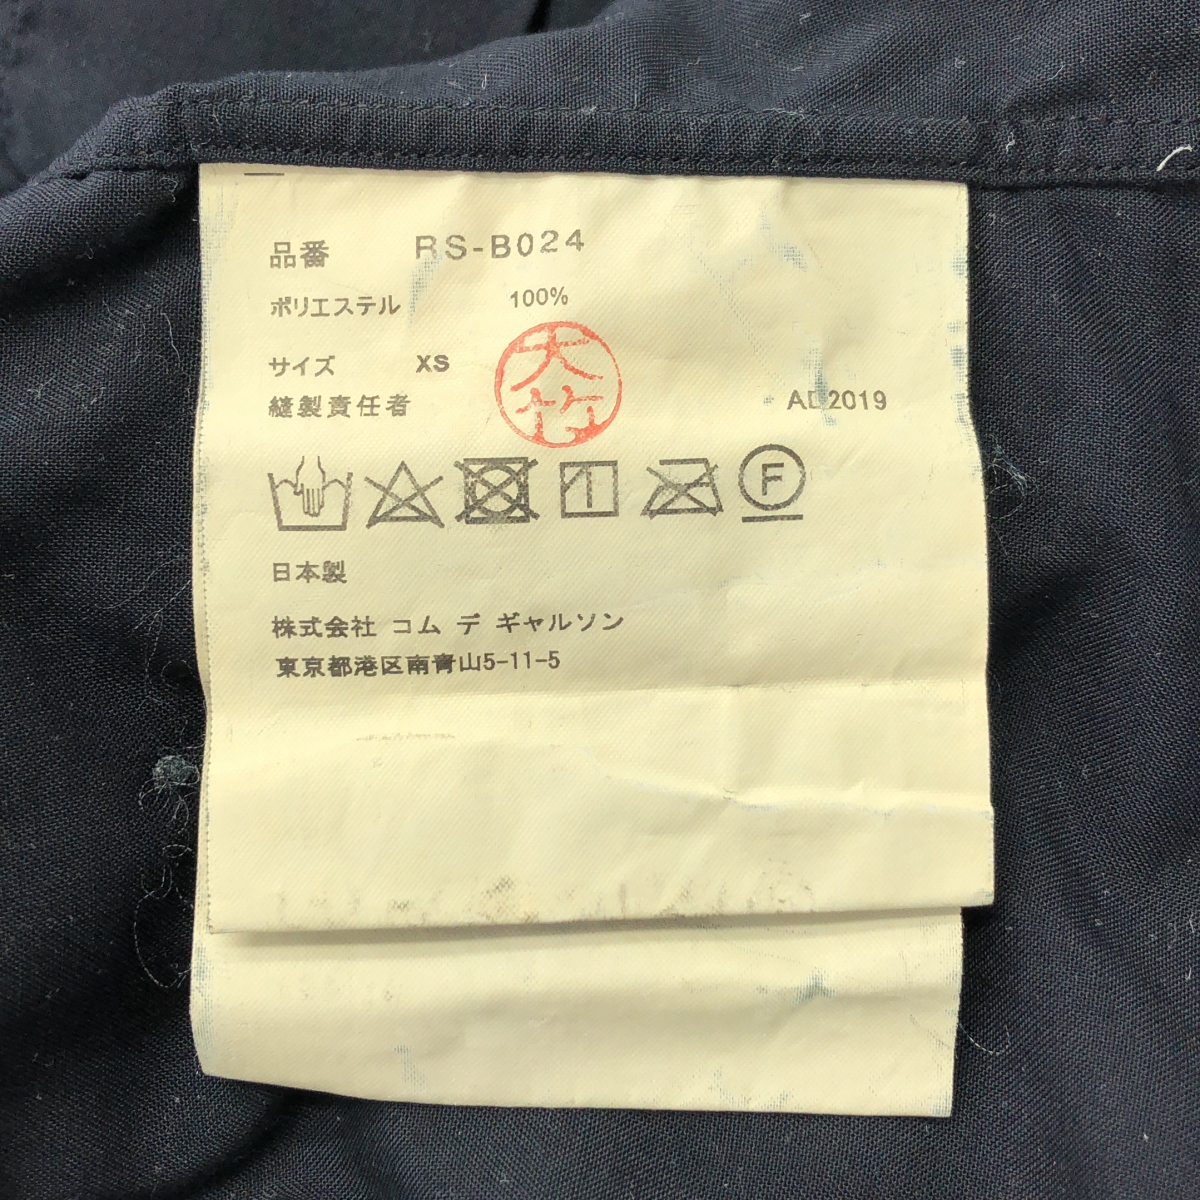 品番 RS-B024
ポリエステル 100%
サイズ XS
大竹
縫製責任者 AD2019
F
日本製
株式会社 コム デ ギャルソン
東京都港区南青山5-11-5